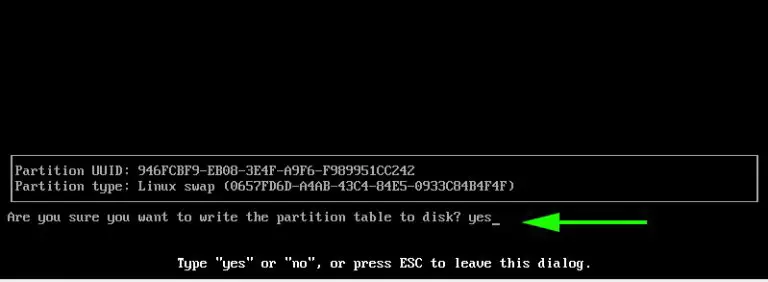 Partition UUID: 946FCBF9-EB08-3E4F-A9F6-F989951CC242
Partition type: Linux swap (0657FD6D-A4AB-43C4-84E5-0933C84B4F4F)
Are you sure you want to write the partition table to disk? yes_
Type "yes" or "no", or press ESC to leave this dialog.